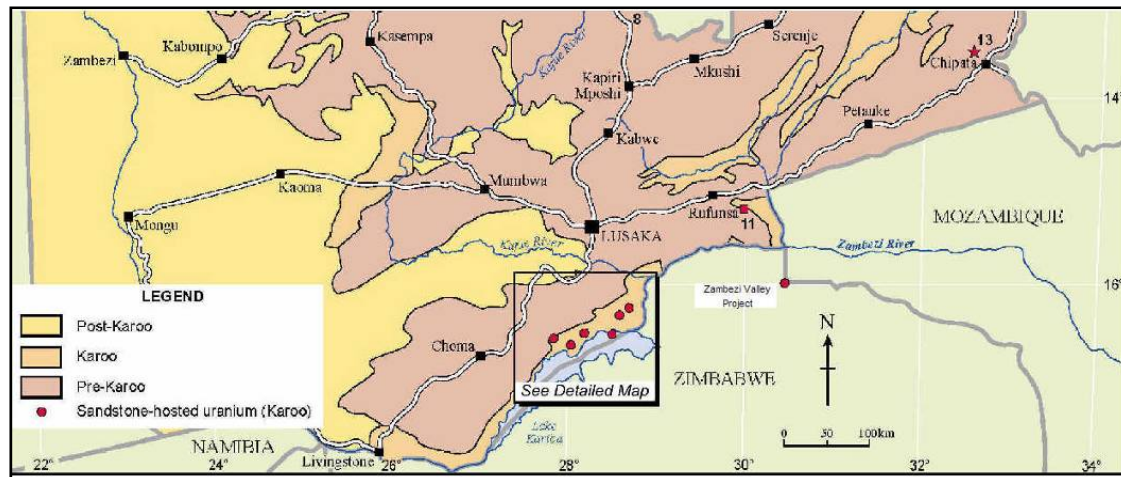 8
Serenje
Kasempa
Kabompo
Zambezi
Kafue River
13
Kapiri
Mposhi
Mkushi
Chipata
14°
Petauke
Kabwe
Kaoma
Mumbwa
Rufunsa
11
Mongu
LUSAKA
MOZAMBIQUE
Kafue River
Zambezi River
LEGEND
Post-Karoo
Karoo
Pre-Karoo
Sandstone-hosted uranium (Karoo)
Zambezi Valley
Project
16°
N
Choma
See Detailed Map
ZIMBABWE
Lake
Kariba
0 50 100km
NAMIBIA
Livingstone
22° 24° 26° 28° 30° 32° 34°